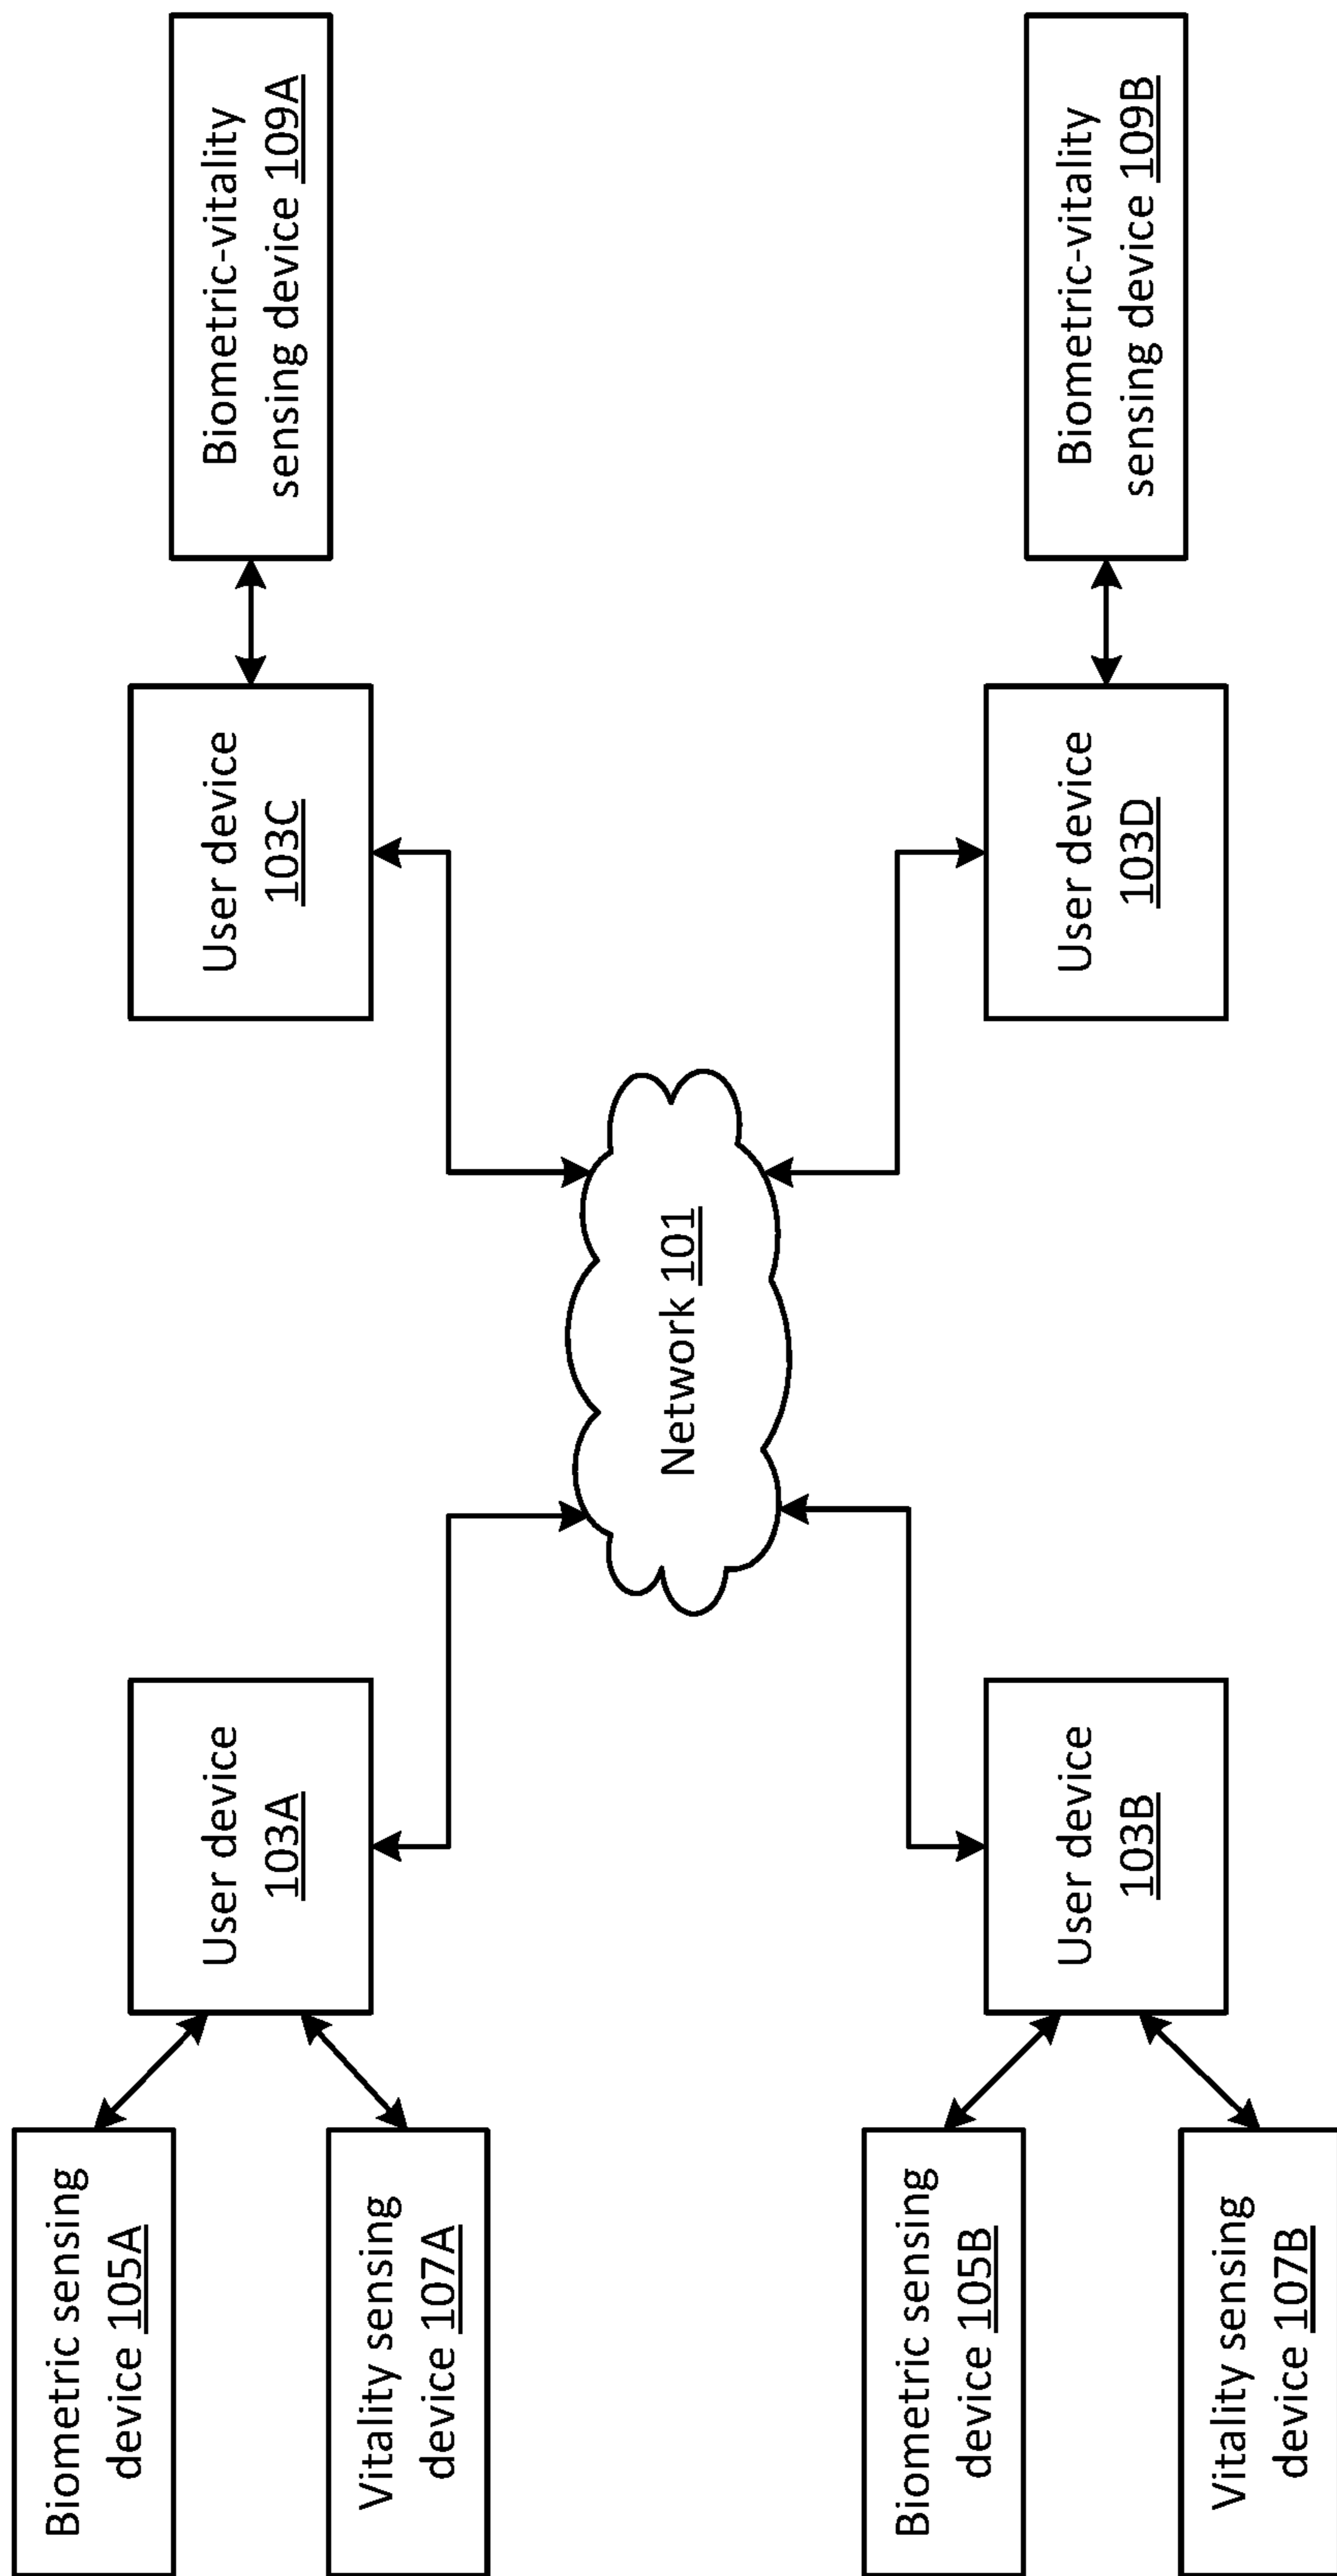 Biometric sensing
device 105A
Vitality sensing
device 107A
User device
103A
User device
103C
Biometric-vitality
sensing device 109A
Network 101
Biometric sensing
device 105B
Vitality sensing
device 107B
User device
103B
User device
103D
Biometric-vitality
sensing device 109B